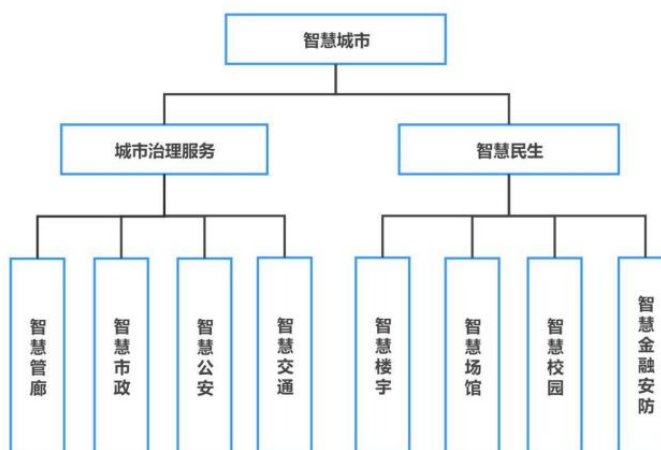 智慧城市
城市治理服务
智慧民生
智慧管廊
智慧市政
智慧公安
智慧交通
智慧楼宇
智慧场馆
智慧校园
智慧金融安防